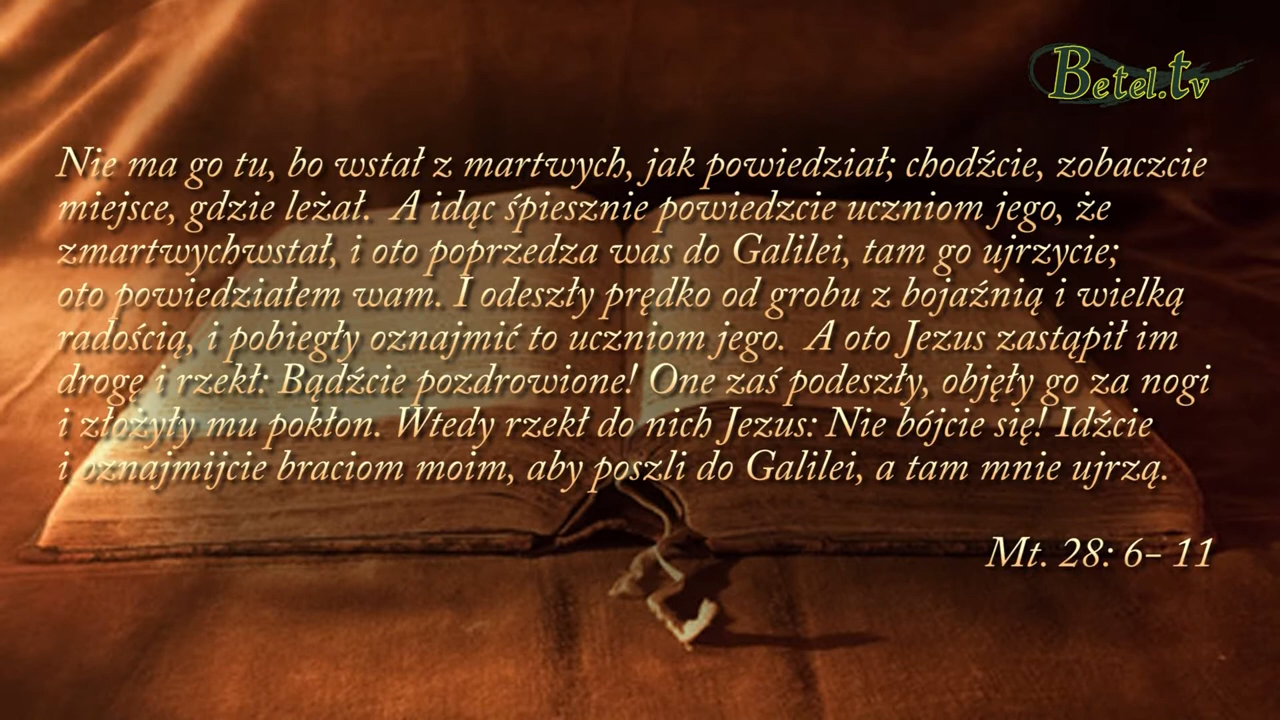 Betel.tv
Nie ma go tu, bo wstał z martwych, jak powiedział; chodźcie, zobaczcie
miejsce, gdzie leżał. A idąc śpiesznie powiedzcie uczniom jego, że
zmartwychwstał, i oto poprzedza was do Galilei, tam go ujrzycie;
oto powiedziałem wam. I odeszły prędko od grobu z bojaźnią i wielką
radością, i pobiegły oznajmić to uczniom jego. A oto Jezus zastąpił im
drogę i rzekł: Bądźcie pozdrowione! One zaś podeszły, objęły go za nogi
i złożyły mu pokłon. Wtedy rzekł do nich Jezus: Nie bójcie się! Idźcie
i oznajmijcie braciom moim, aby poszli do Galilei, a tam mnie ujrzą.
Mt. 28: 6– 11